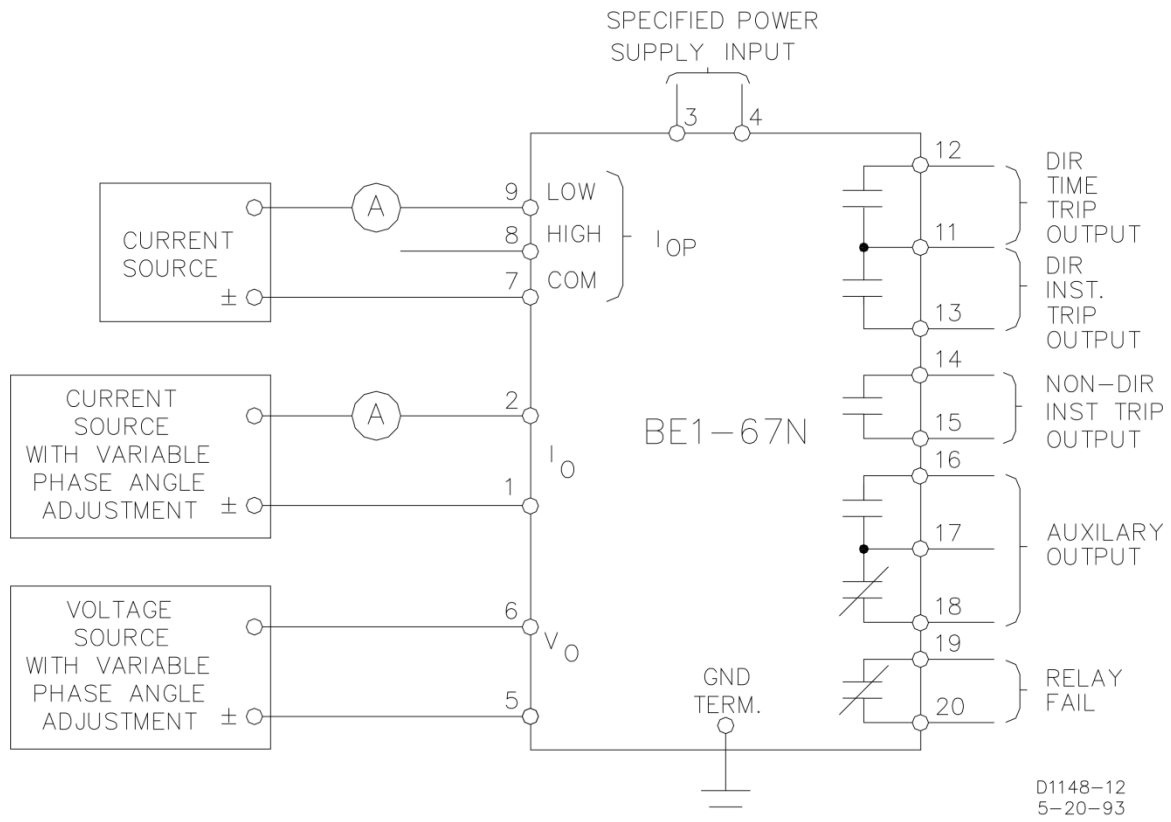 SPECIFIED POWER
SUPPLY INPUT
3
4
CURRENT
SOURCE
±
A
9
LOW
8
HIGH
7
COM
IOP
CURRENT
SOURCE
WITH VARIABLE
PHASE ANGLE
ADJUSTMENT
±
A
2
1
IO
VOLTAGE
SOURCE
WITH VARIABLE
PHASE ANGLE
ADJUSTMENT
±
6
5
VO
BE1-67N
GND
TERM.
12
11
13
14
15
16
17
18
19
20
DIR
TIME
TRIP
OUTPUT
DIR
INST.
TRIP
OUTPUT
NON-DIR
INST TRIP
OUTPUT
AUXILARY
OUTPUT
RELAY
FAIL
D1148-12
5-20-93